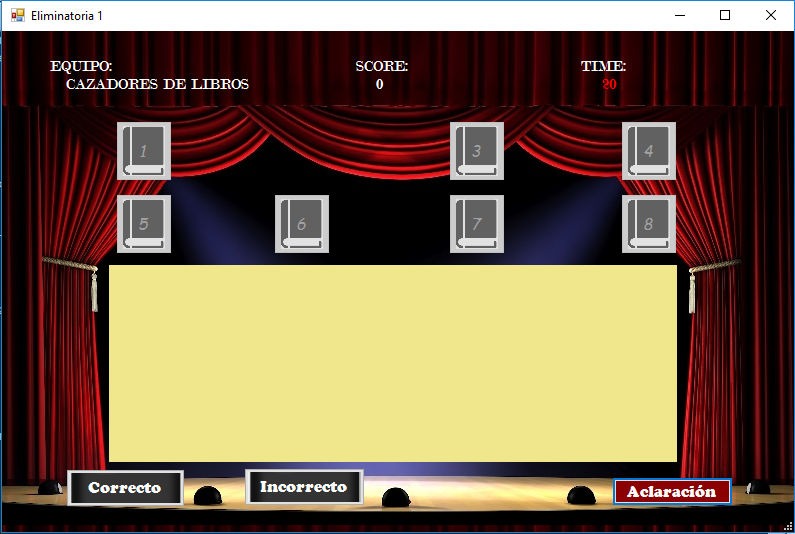 Eliminatoria 1
EQUIPO: SCORE: TIME:
CAZADORES DE LIBROS 0 20
1 3 4
5 6 7 8
Correcto Incorrecto Aclaración